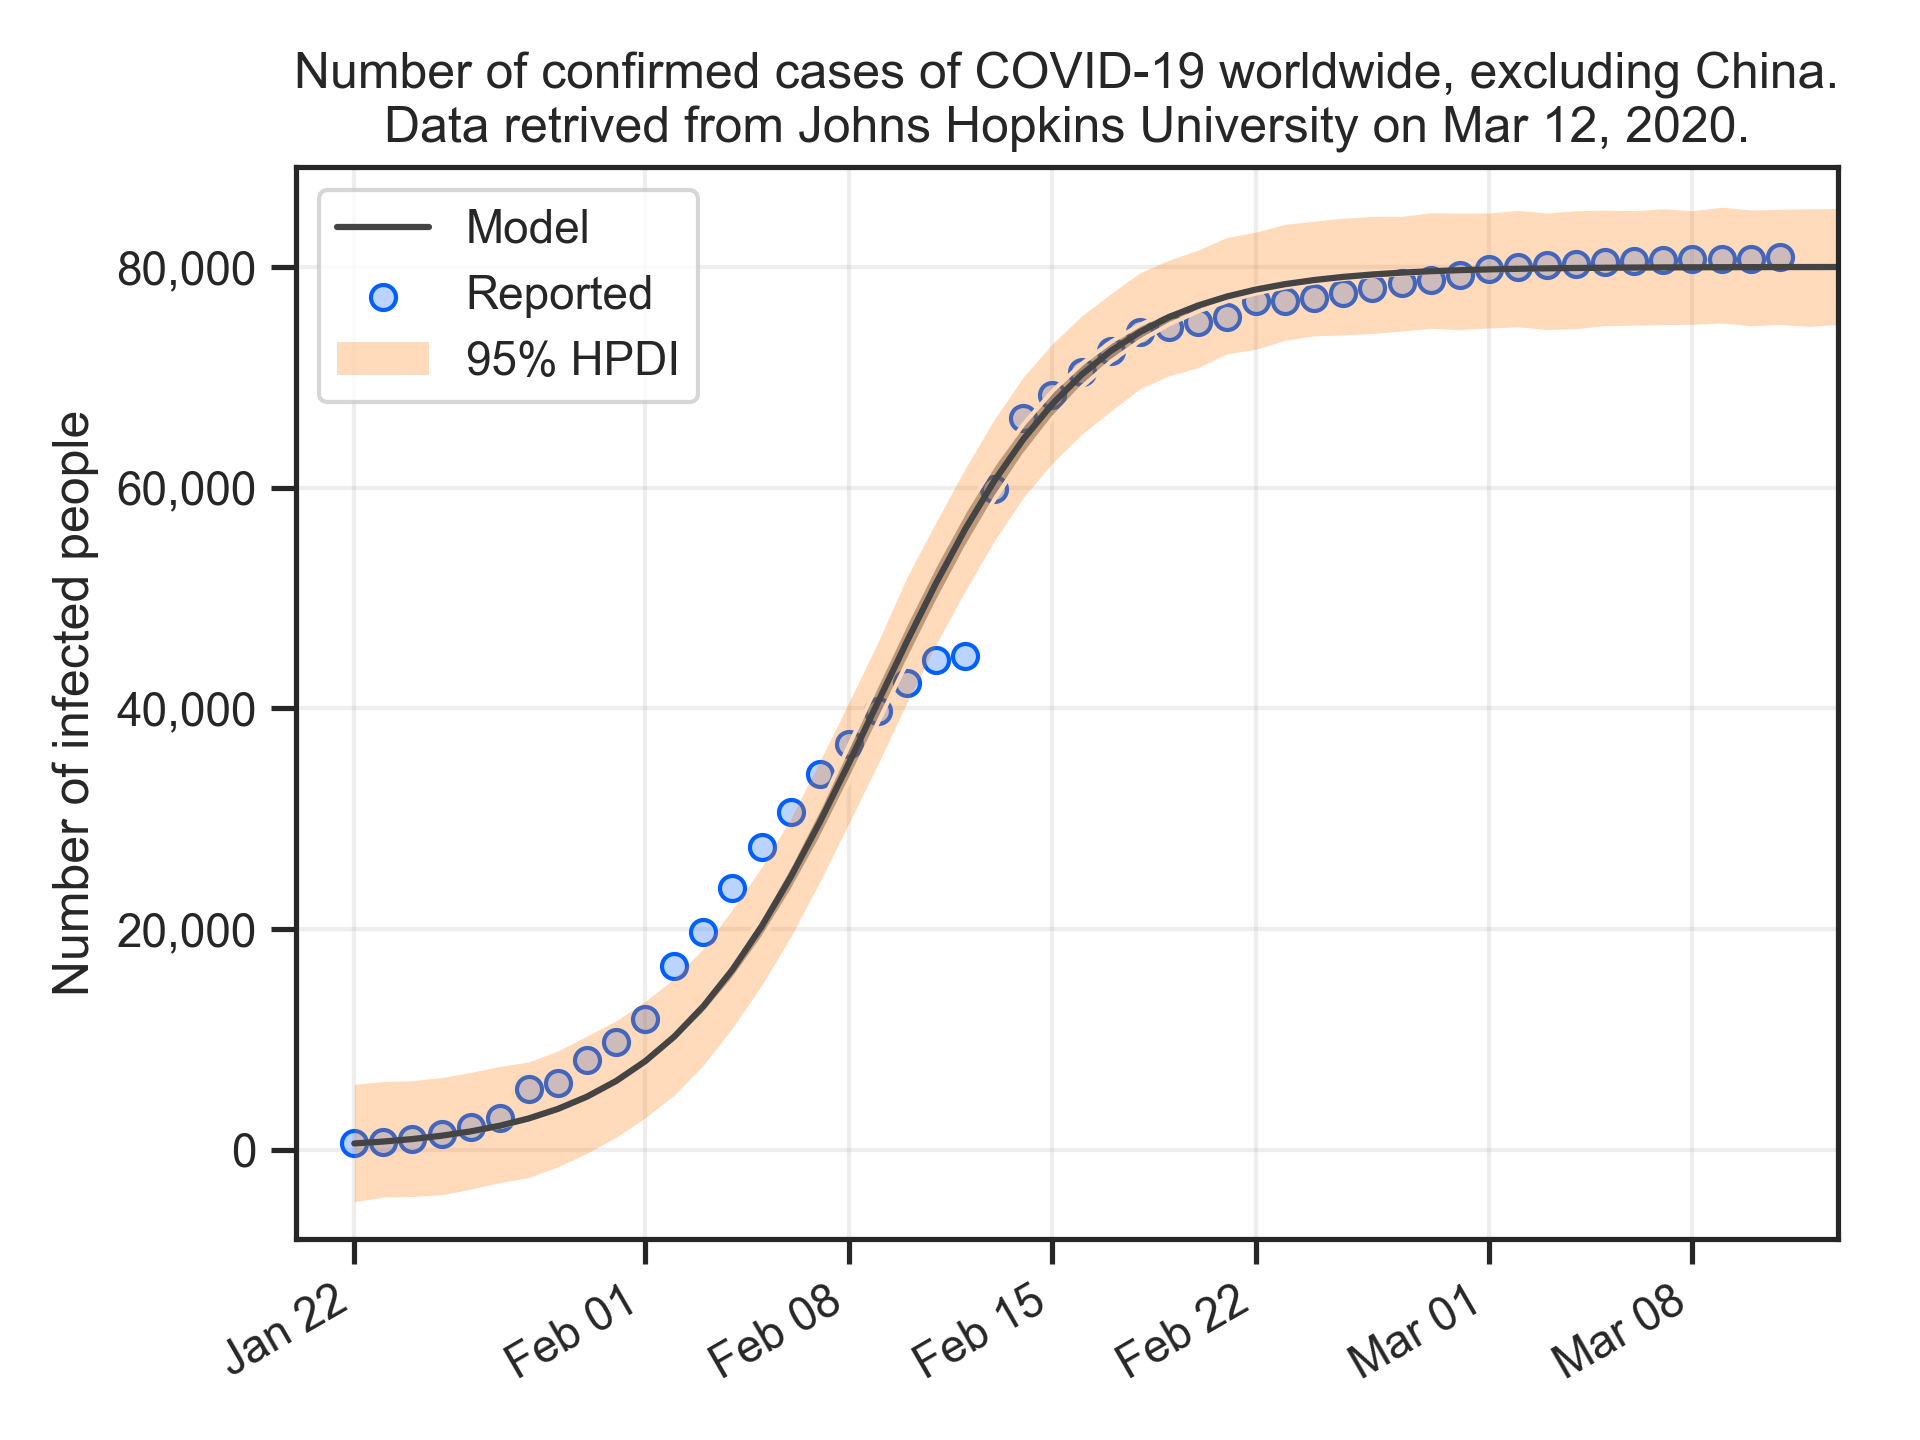 Number of confirmed cases of COVID-19 worldwide, excluding China.
Data retrived from Johns Hopkins University on Mar 12, 2020.
Model
Reported
95% HPDI
Number of infected people
80,000
60,000
40,000
20,000
0
Jan 22
Feb 01
Feb 08
Feb 15
Feb 22
Mar 01
Mar 08